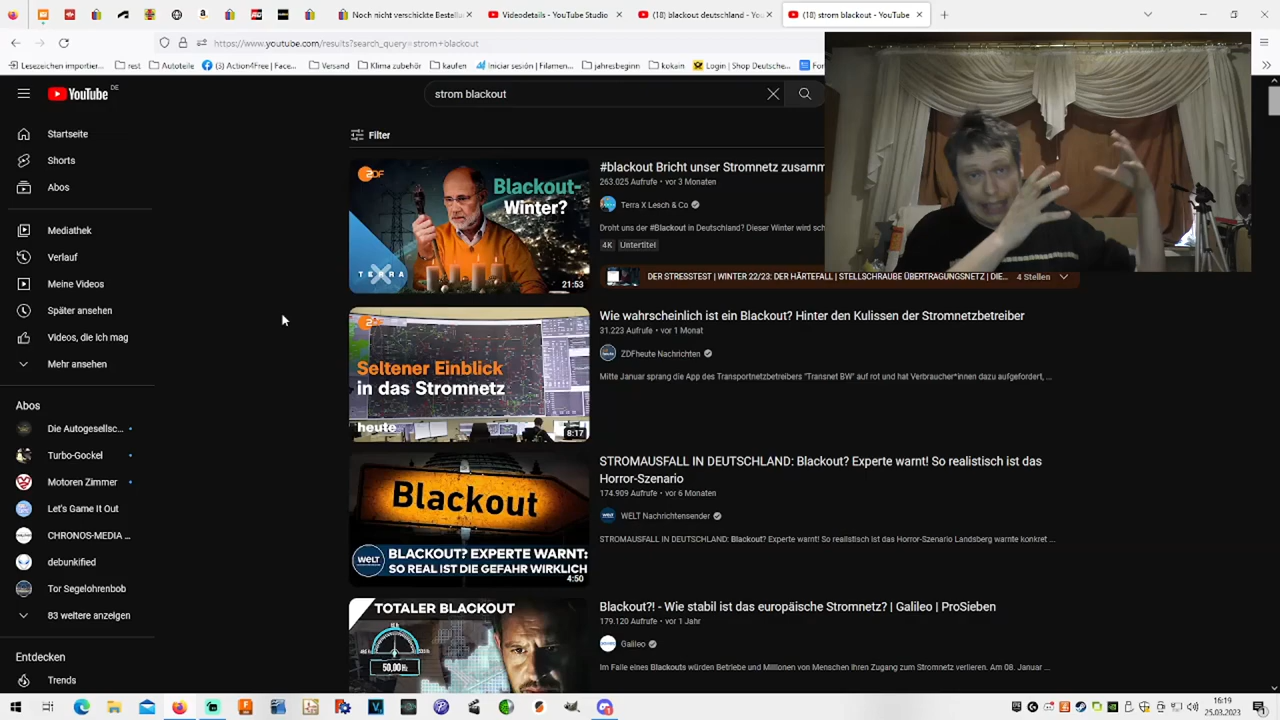 Noch nicht verschickte Bestell...
Videodetails - YouTube Studio
(18) blackout deutschland - You
(18) strom blackout - YouTube
https://www.youtube.com/results?search_query=strom+blackout
Lesezeichen importier...
rest
Autoteile
(3) Action4Free | Face...
Versand
Klima zubehör
kaufen
Iniciar sesión | Filament...
jahresbeginn
kokain
Login | Shop Deutsche...
YouTube DE
strom blackout
Startseite
Shorts
Abos
Mediathek
Verlauf
Meine Videos
Später ansehen
Videos, die ich mag
Mehr ansehen
Abos
Die Autogesellsc...
Turbo-Gockel
Motoren Zimmer
Let's Game It Out
CHRONOS-MEDIA ...
debunkified
Tor Segelohrenbob
83 weitere anzeigen
Entdecken
Trends
Filter
ZDF
Blackout-
Winter?
TERRA
21:53
#blackout Bricht unser Stromnetz zusamm
263.025 Aufrufe • vor 3 Monaten
Terra X Lesch & Co
Droht uns der #Blackout in Deutschland? Dieser Winter wird sch
4K Untertitel
DER STRESSTEST | WINTER 22/23: DER HÄRTEFALL | STELLSCHRAUBE ÜBERTRAGUNGSNETZ | DIE... 4 Stellen
ZDF
Seltener Einblick
in das Stromnetz
heute
8:17
Wie wahrscheinlich ist ein Blackout? Hinter den Kulissen der Stromnetzbetreiber
31.223 Aufrufe • vor 1 Monat
ZDFheute Nachrichten
Mitte Januar sprang die App des Transportnetzbetreibers "Transnet BW" auf rot und hat Verbraucher*innen dazu aufgefordert, ...
Blackout
welt
BLACKOUT? EXPERTE WARNT:
SO REAL IST DIE GEFAHR WIRKLICH
4:50
STROMAUSFALL IN DEUTSCHLAND: Blackout? Experte warnt! So realistisch ist das
Horror-Szenario
174.909 Aufrufe • vor 6 Monaten
WELT Nachrichtensender
STROMAUSFALL IN DEUTSCHLAND: Blackout? Experte warnt! So realistisch ist das Horror-Szenario Landsberg warnte konkret ...
TOTALER BLACKOUT
50,00 Hz
Blackout?! - Wie stabil ist das europäische Stromnetz? | Galileo | ProSieben
179.120 Aufrufe • vor 1 Jahr
Galileo
Im Falle eines Blackouts würden Betriebe und Millionen von Menschen ihren Zugang zum Stromnetz verlieren. Am 08. Januar ...
16:19
25.03.2023